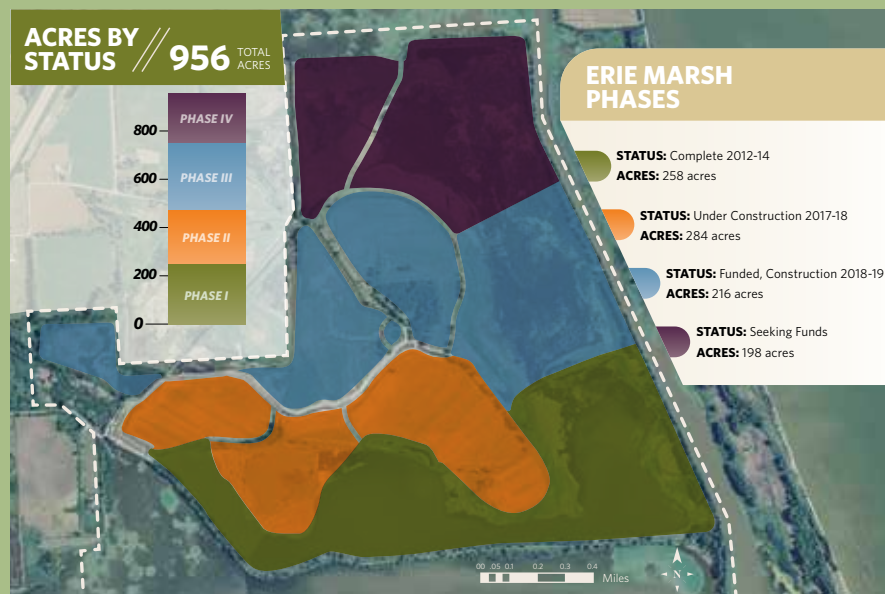 ACRES BY
STATUS
956 TOTAL
ACRES
800
600
400
200
0
PHASE IV
PHASE III
PHASE II
PHASE I
ERIE MARSH
PHASES
STATUS: Complete 2012-14
ACRES: 258 acres
STATUS: Under Construction 2017-18
ACRES: 284 acres
STATUS: Funded, Construction 2018-19
ACRES: 216 acres
STATUS: Seeking Funds
ACRES: 198 acres
00 .05 0.1 0.2 0.3 0.4
Miles
N